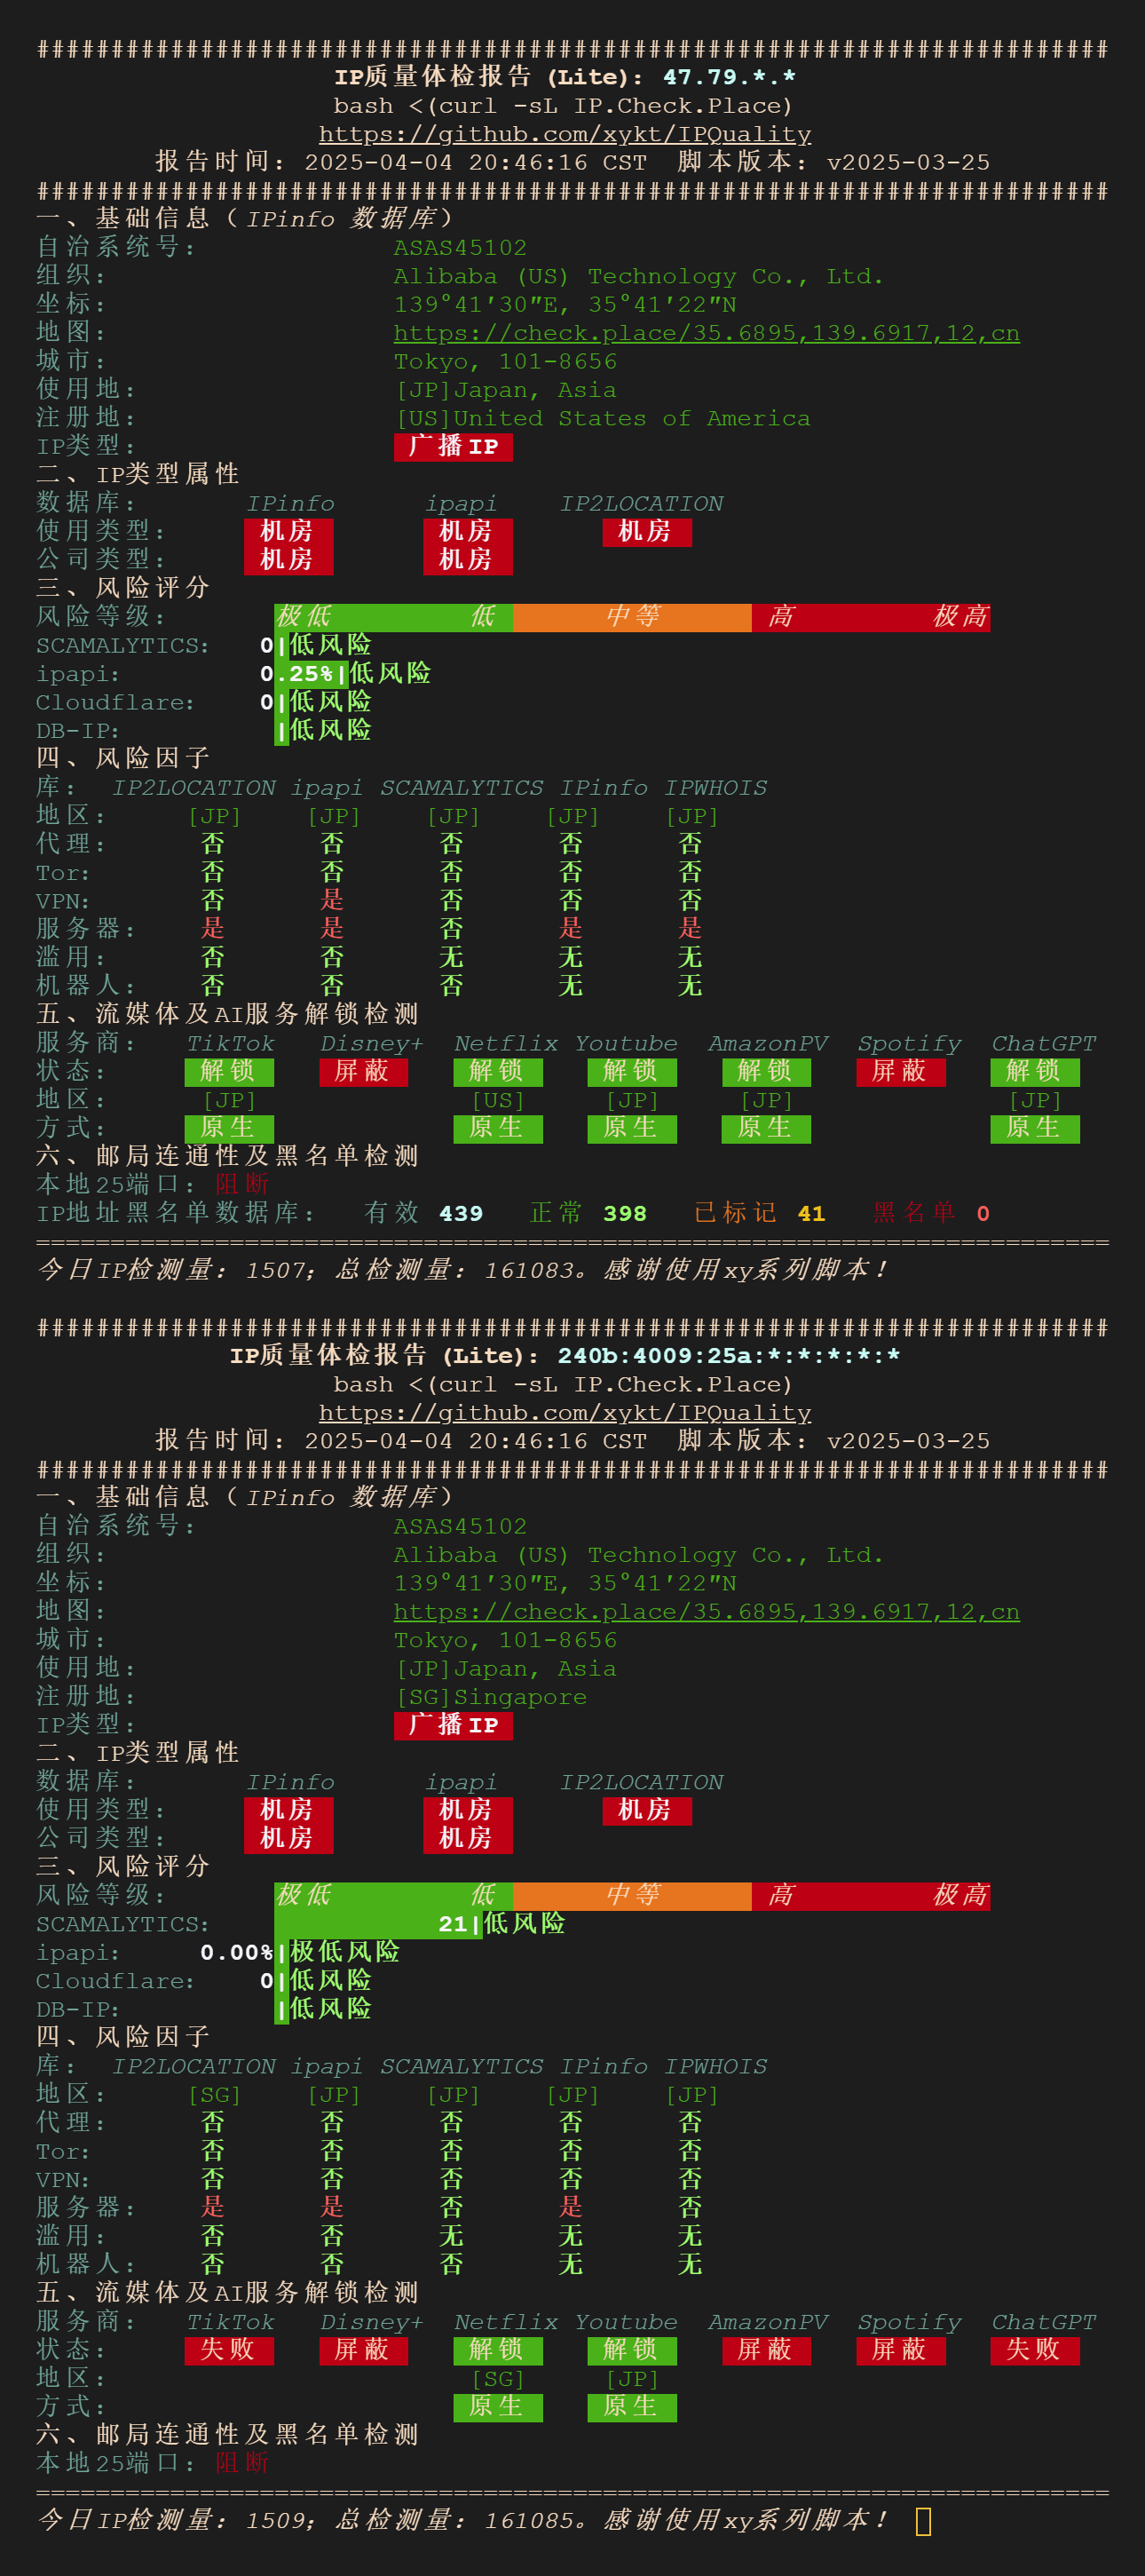 ########################################################################
IP质量体检报告 (Lite): 47.79.*.*
bash <(curl -sL IP.Check.Place)
https://github.com/xykt/IPQuality
报告时间: 2025-04-04 20:46:16 CST 脚本版本: v2025-03-25
########################################################################
一、基础信息（IPinfo 数据库）
自治系统号: ASAS45102
组织: Alibaba (US) Technology Co., Ltd.
坐标: 139°41′30″E, 35°41′22″N
地图: https://check.place/35.6895,139.6917,12,cn
城市: Tokyo, 101-8656
使用地: [JP]Japan, Asia
注册地: [US]United States of America
IP类型: 广播IP
二、IP类型属性
数据库: IPinfo ipapi IP2LOCATION
使用类型: 机房 机房 机房
公司类型: 机房 机房
三、风险评分
风险等级: 极低 低 中等 高 极高
SCAMALYTICS: 0|低风险
ipapi: 0.25%|低风险
Cloudflare: 0|低风险
DB-IP: |低风险
四、风险因子
库: IP2LOCATION ipapi SCAMALYTICS IPinfo IPWHOIS
地区: [JP] [JP] [JP] [JP] [JP]
代理: 否 否 否 否 否
Tor: 否 否 否 否 否
VPN: 否 是 否 否 否
服务器: 是 是 否 是 是
滥用: 否 否 无 无 无
机器人: 否 否 否 无 无
五、流媒体及AI服务解锁检测
服务商: TikTok Disney+ Netflix Youtube AmazonPV Spotify ChatGPT
状态: 解锁 屏蔽 解锁 解锁 解锁 屏蔽 解锁
地区: [JP] [US] [JP] [JP] [JP]
方式: 原生 原生 原生 原生 原生
六、邮局连通性及黑名单检测
本地25端口: 阻断
IP地址黑名单数据库: 有效 439 正常 398 已标记 41 黑名单 0
========================================================================
今日IP检测量: 1507; 总检测量: 161083。感谢使用xy系列脚本!
########################################################################
IP质量体检报告 (Lite): 240b:4009:25a:*:*:*:*:*
bash <(curl -sL IP.Check.Place)
https://github.com/xykt/IPQuality
报告时间: 2025-04-04 20:46:16 CST 脚本版本: v2025-03-25
########################################################################
一、基础信息（IPinfo 数据库）
自治系统号: ASAS45102
组织: Alibaba (US) Technology Co., Ltd.
坐标: 139°41′30″E, 35°41′22″N
地图: https://check.place/35.6895,139.6917,12,cn
城市: Tokyo, 101-8656
使用地: [JP]Japan, Asia
注册地: [SG]Singapore
IP类型: 广播IP
二、IP类型属性
数据库: IPinfo ipapi IP2LOCATION
使用类型: 机房 机房 机房
公司类型: 机房 机房
三、风险评分
风险等级: 极低 低 中等 高 极高
SCAMALYTICS: 21|低风险
ipapi: 0.00%|极低风险
Cloudflare: 0|低风险
DB-IP: |低风险
四、风险因子
库: IP2LOCATION ipapi SCAMALYTICS IPinfo IPWHOIS
地区: [SG] [JP] [JP] [JP] [JP]
代理: 否 否 否 否 否
Tor: 否 否 否 否 否
VPN: 否 否 否 否 否
服务器: 是 是 否 是 否
滥用: 否 否 无 无 无
机器人: 否 否 否 无 无
五、流媒体及AI服务解锁检测
服务商: TikTok Disney+ Netflix Youtube AmazonPV Spotify ChatGPT
状态: 失败 屏蔽 解锁 解锁 屏蔽 屏蔽 失败
地区: [SG] [JP]
方式: 原生 原生
六、邮局连通性及黑名单检测
本地25端口: 阻断
========================================================================
今日IP检测量: 1509; 总检测量: 161085。感谢使用xy系列脚本!